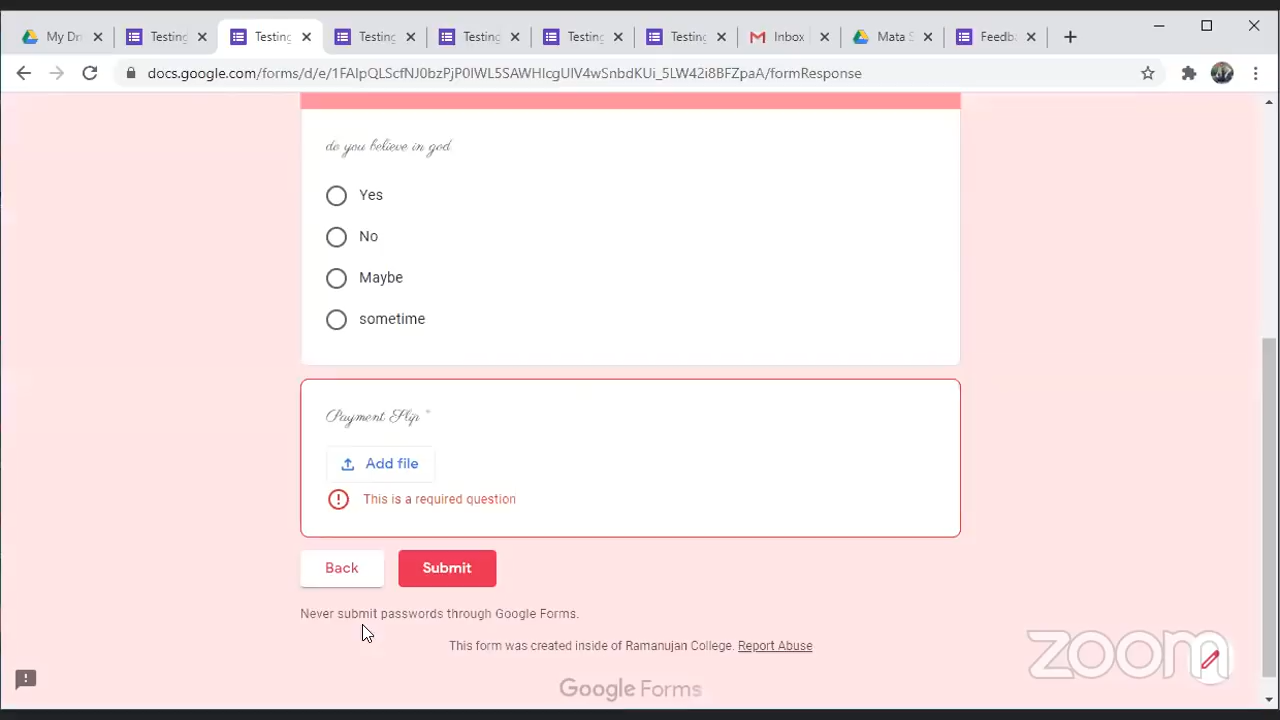 My Dr
Testing
Testing
Testing
Testing
Testing
Testing
Inbox
Mata S
Feedb
docs.google.com/forms/d/e/1FAIpQLScfNJ0bzPjP0IWL5SAWHIcgUIV4wSnbdKUi_5LW42i8BFZpaA/formResponse
do you believe in god
Yes
No
Maybe
sometime
Payment Slip *
Add file
This is a required question
Back
Submit
Never submit passwords through Google Forms.
This form was created inside of Ramanujan College. Report Abuse
Google Forms
zoom